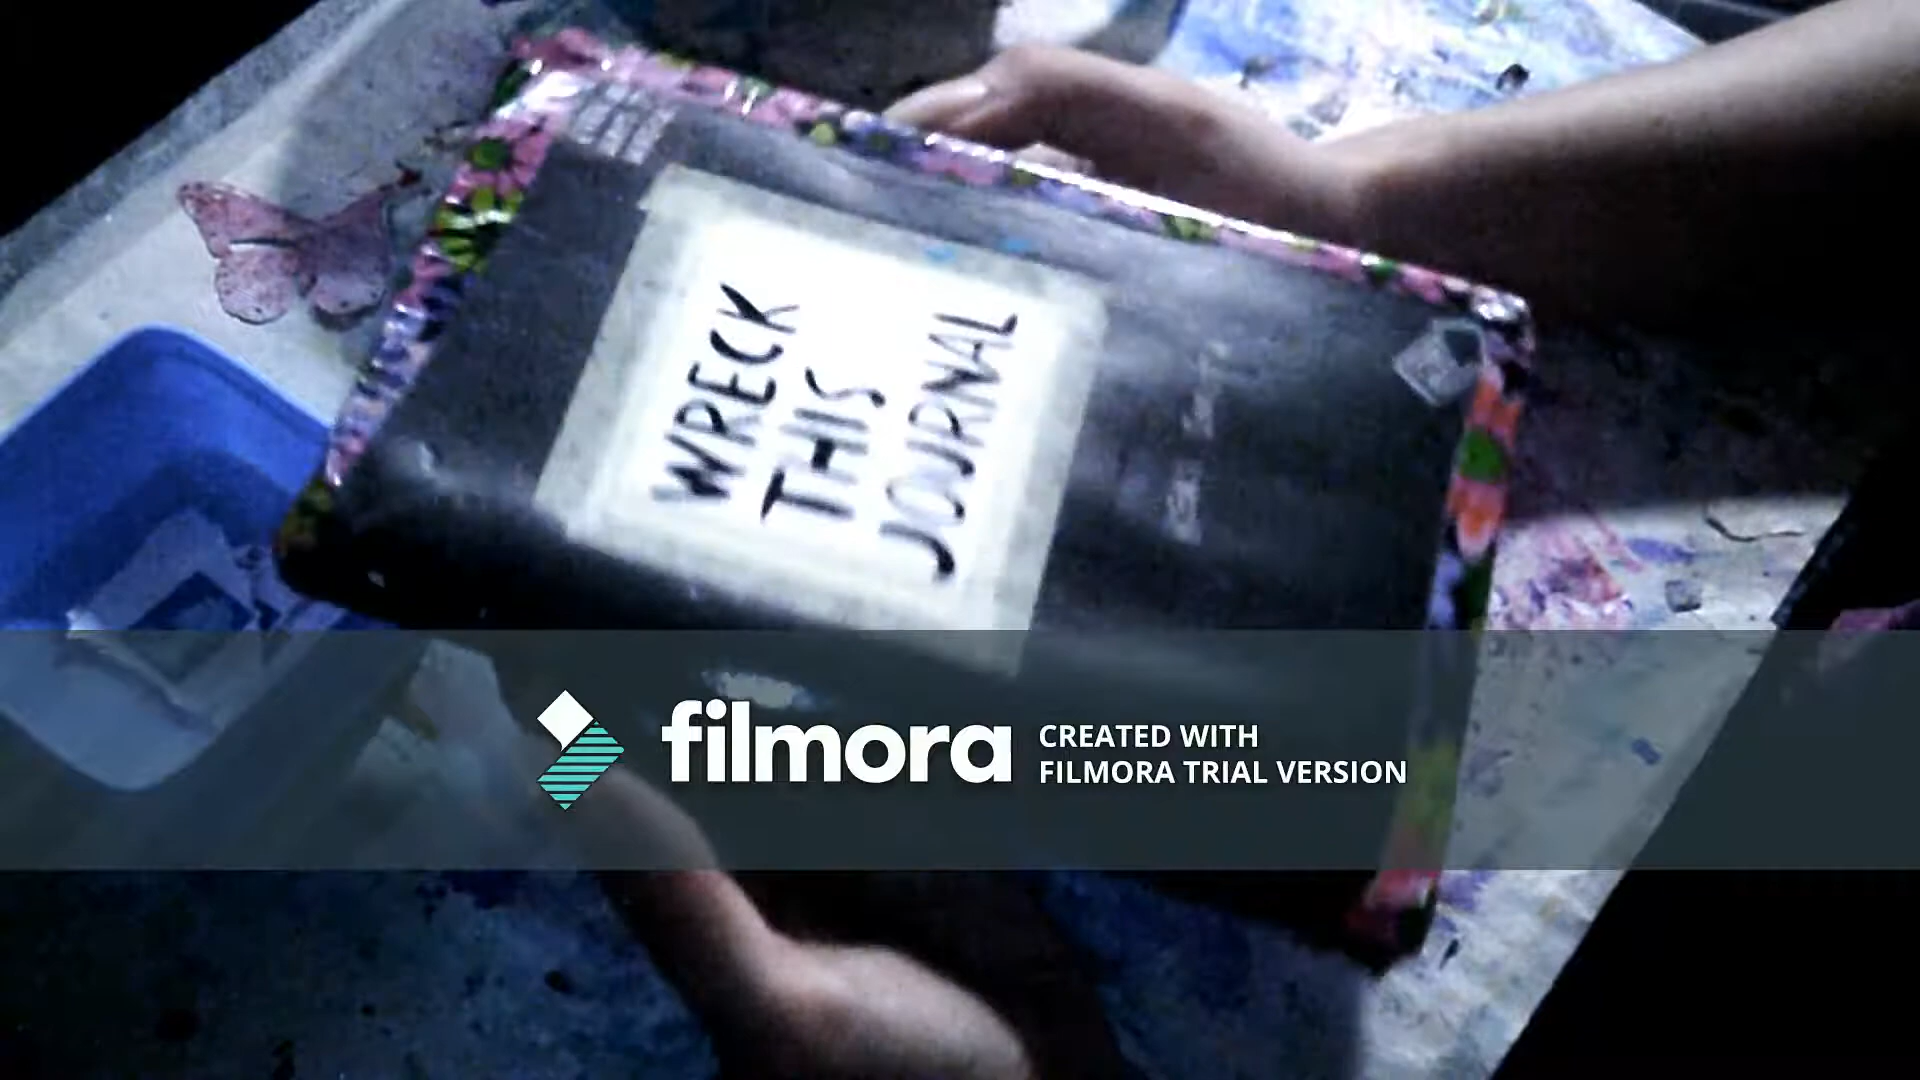 WRECK
THIS
JOURNAL
filmora
CREATED WITH
FILMORA TRIAL VERSION